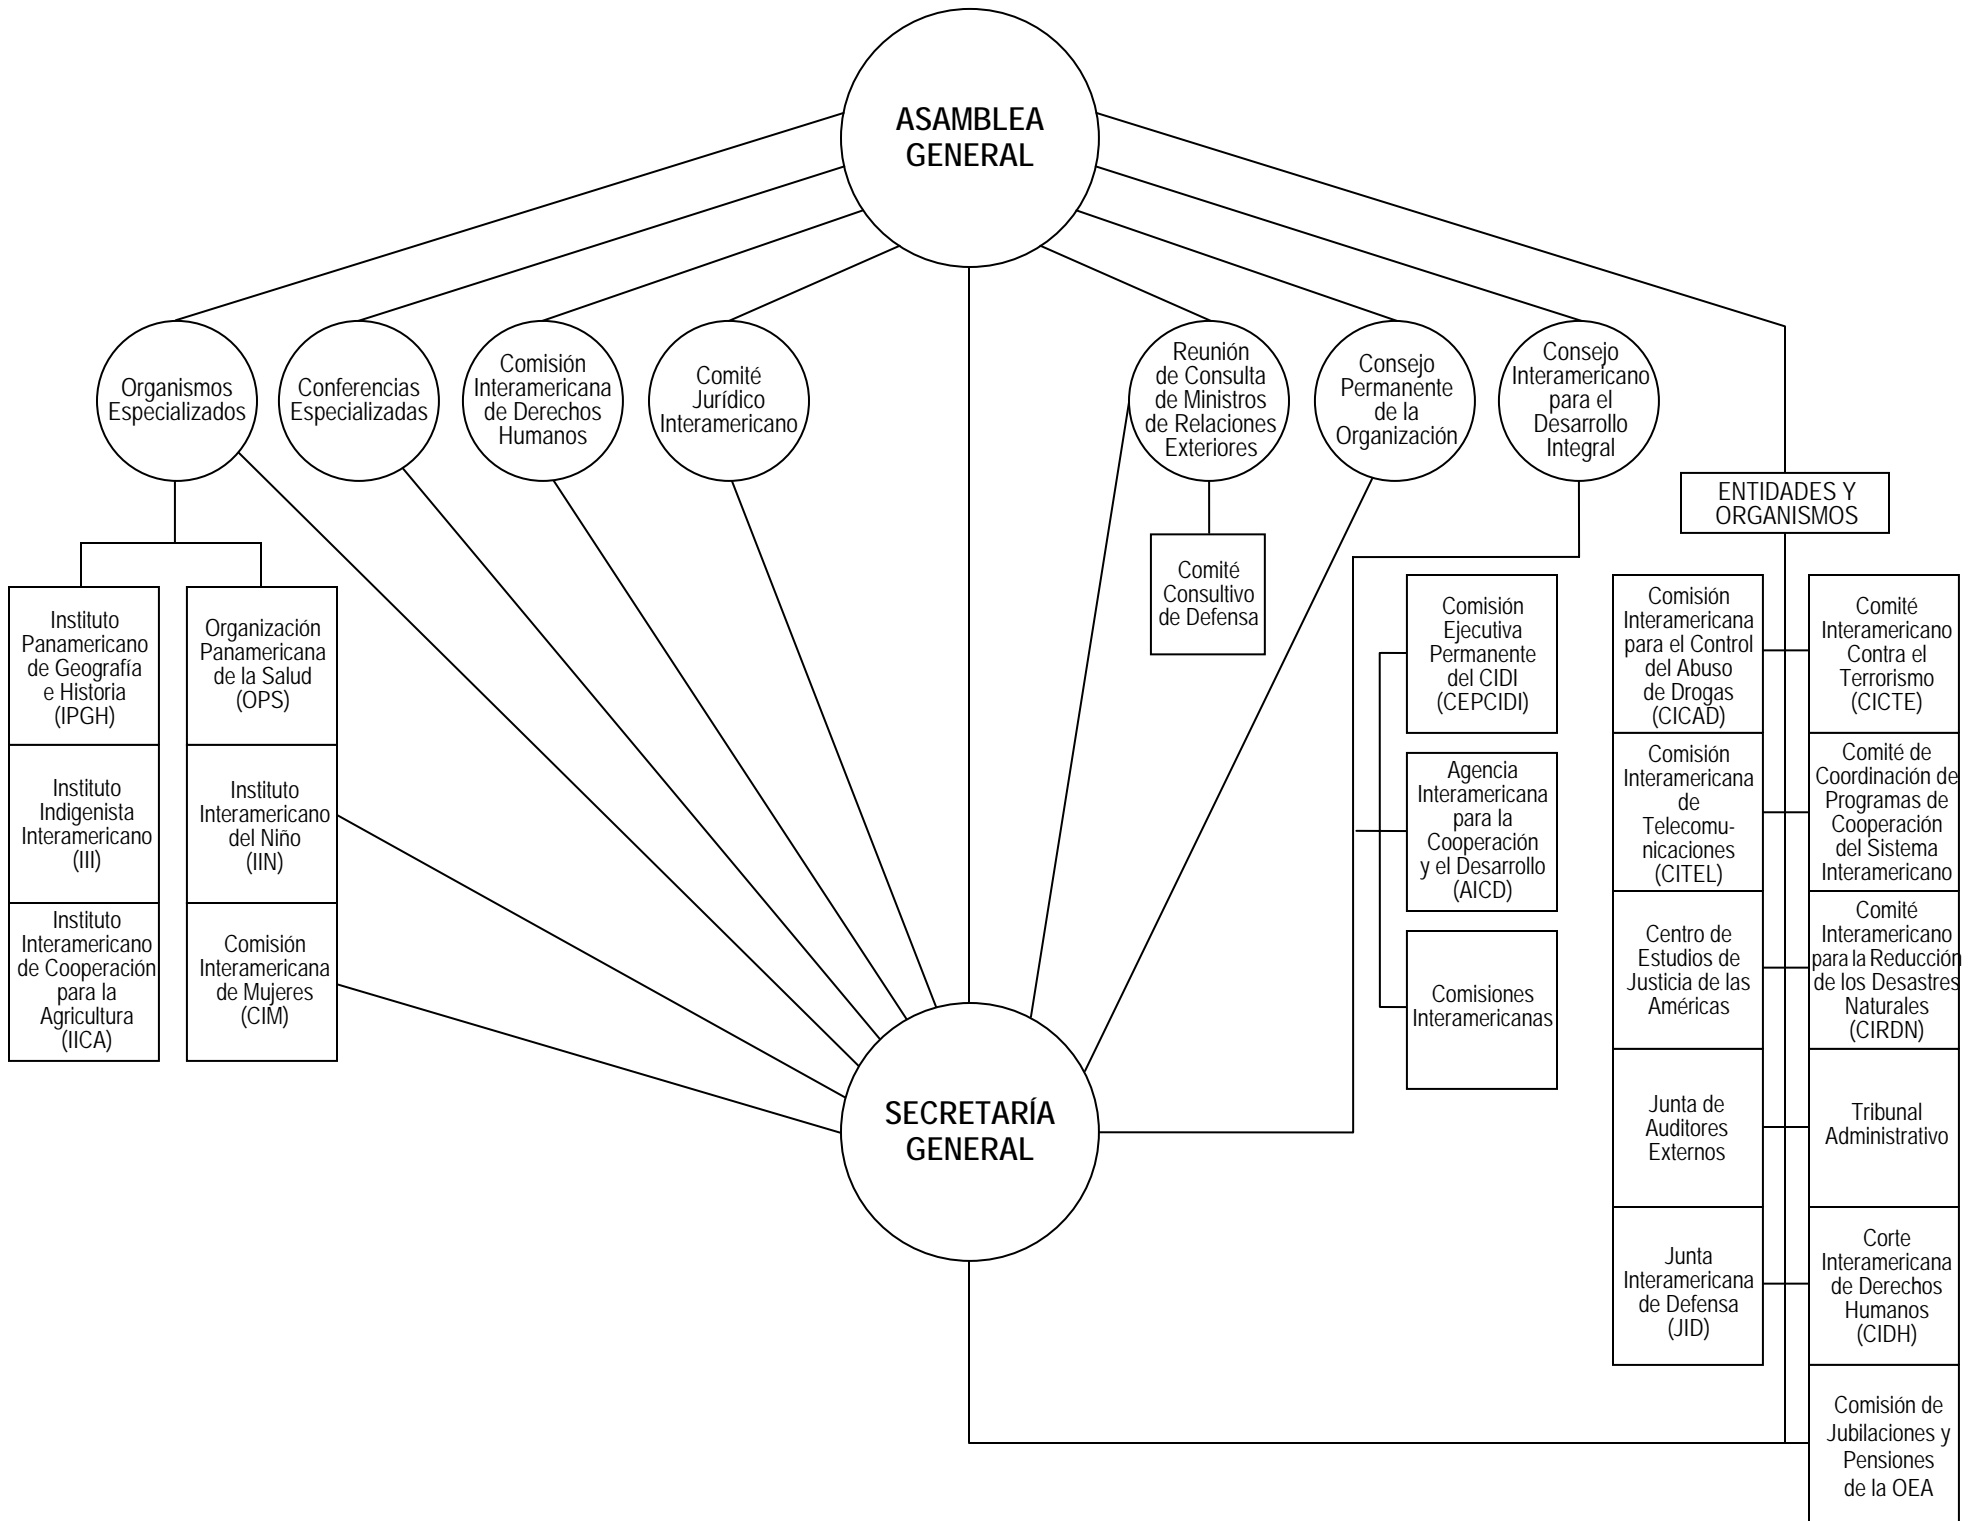 ASAMBLEA
GENERAL
Organismos
Especializados
Conferencias
Especializadas
Comisión
Interamericana
de Derechos
Humanos
Comité
Jurídico
Interamericano
Reunión
de Consulta
de Ministros
de Relaciones
Exteriores
Consejo
Permanente
de la
Organización
Consejo
Interamericano
para el
Desarrollo
Integral
ENTIDADES Y
ORGANISMOS
Comité
Consultivo
de Defensa
Instituto
Panamericano
de Geografía
e Historia
(IPGH)
Organización
Panamericana
de la Salud
(OPS)
Instituto
Indigenista
Interamericano
(III)
Instituto
Interamericano
del Niño
(IIN)
Instituto
Interamericano
de Cooperación
para la
Agricultura
(IICA)
Comisión
Interamericana
de Mujeres
(CIM)
Comisión
Ejecutiva
Permanente
del CIDI
(CEPCIDI)
Agencia
Interamericana
para la
Cooperación
y el Desarrollo
(AICD)
Comisiones
Interamericanas
Comisión
Interamericana
para el Control
del Abuso
de Drogas
(CICAD)
Comité
Interamericano
Contra el
Terrorismo
(CICTE)
Comisión
Interamericana
de
Telecomu-
nicaciones
(CITEL)
Comité de
Coordinación de
Programas de
Cooperación
del Sistema
Interamericano
Centro de
Estudios de
Justicia de las
Américas
Comité
Interamericano
para la Reducción
de los Desastres
Naturales
(CIRDN)
Junta de
Auditores
Externos
Tribunal
Administrativo
Junta
Interamericana
de Defensa
(JID)
Corte
Interamericana
de Derechos
Humanos
(CIDH)
Comisión de
Jubilaciones y
Pensiones
de la OEA
SECRETARÍA
GENERAL